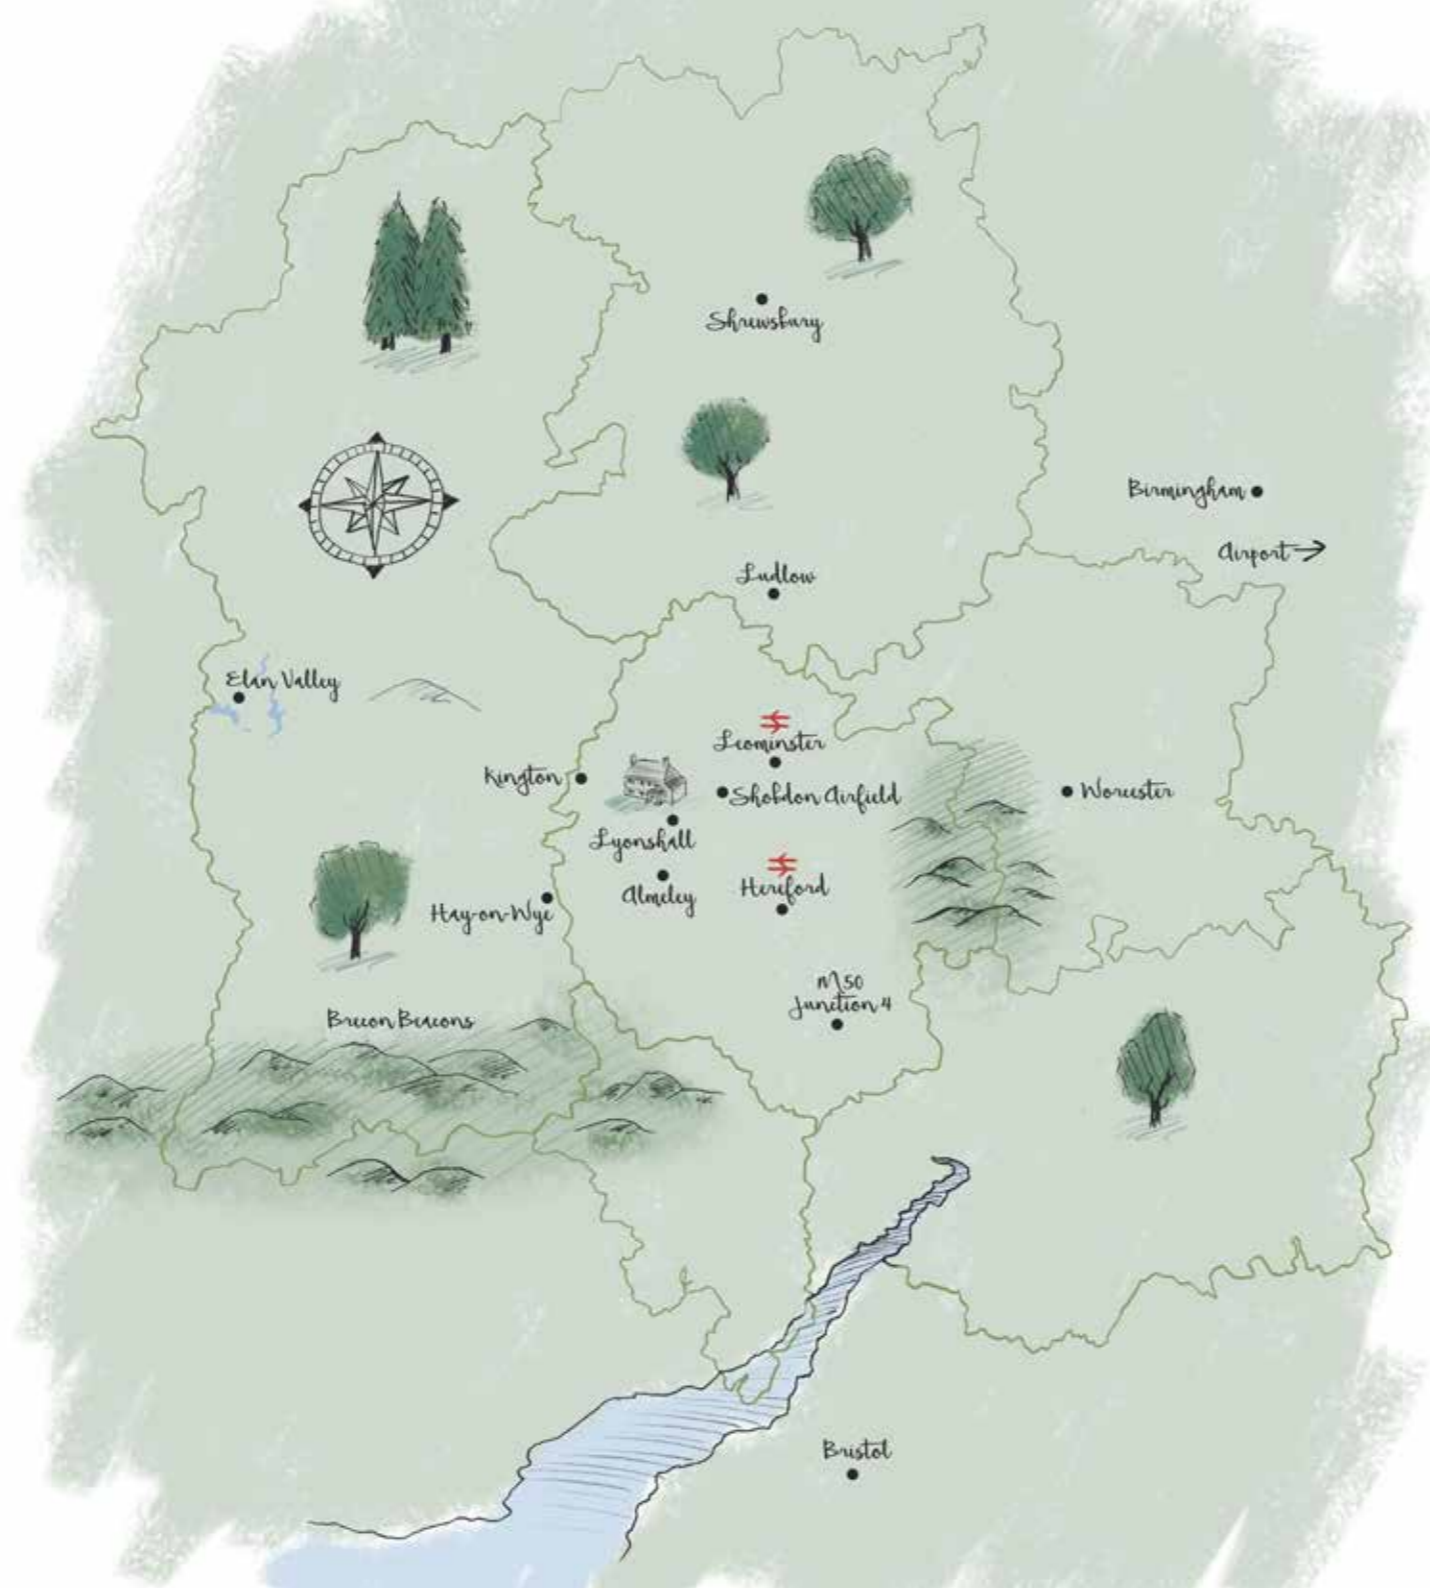 Shrewsbury
Birmingham
Airport
Ludlow
Elan Valley
Leominster
Kington
Shobdon Airfield
Worcester
Lyonshall
Hereford
Almeley
Hay-on-Wye
M50
Junction 4
Brecon Beacons
Bristol